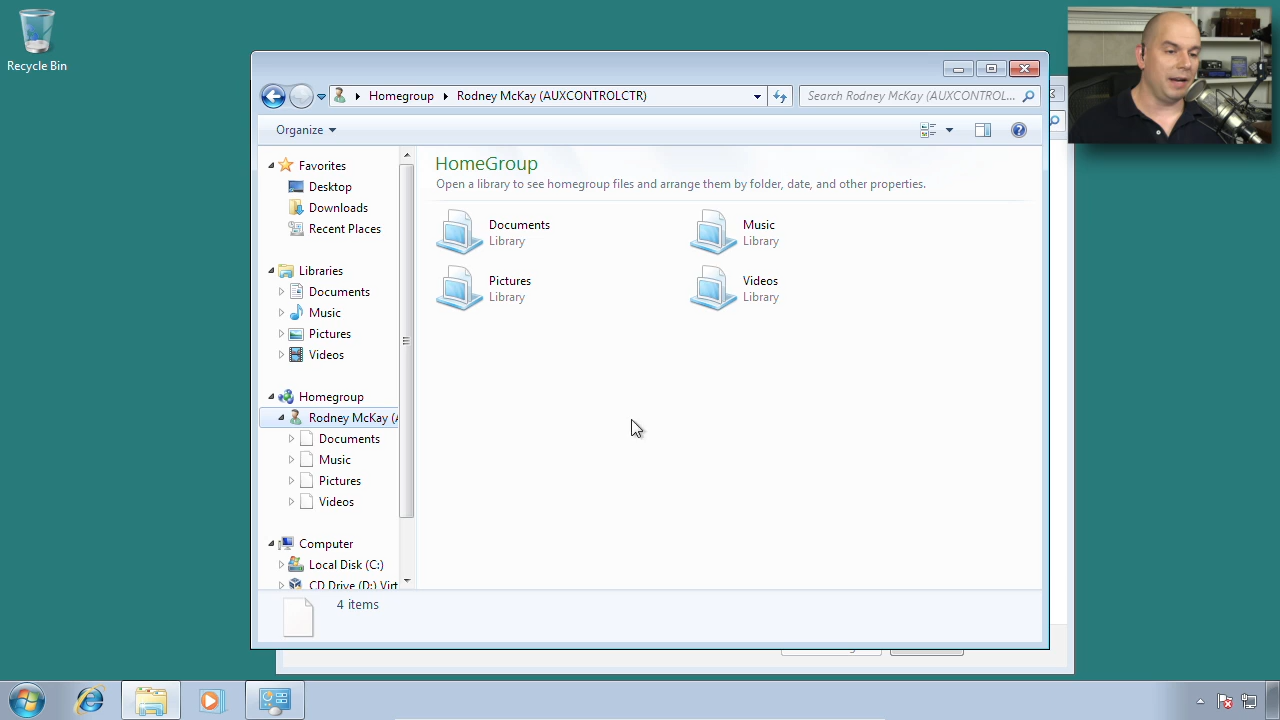 Recycle Bin
Homegroup
Rodney McKay (AUXCONTROLCTR)
Search Rodney McKay (AUXCONTROL...
Organize
Favorites
Desktop
Downloads
Recent Places
Libraries
Documents
Music
Pictures
Videos
Homegroup
Rodney McKay (A
Documents
Music
Pictures
Videos
Computer
Local Disk (C:)
CD Drive (D:) Virt
HomeGroup
Open a library to see homegroup files and arrange them by folder, date, and other properties.
Documents
Library
Music
Library
Pictures
Library
Videos
Library
4 items